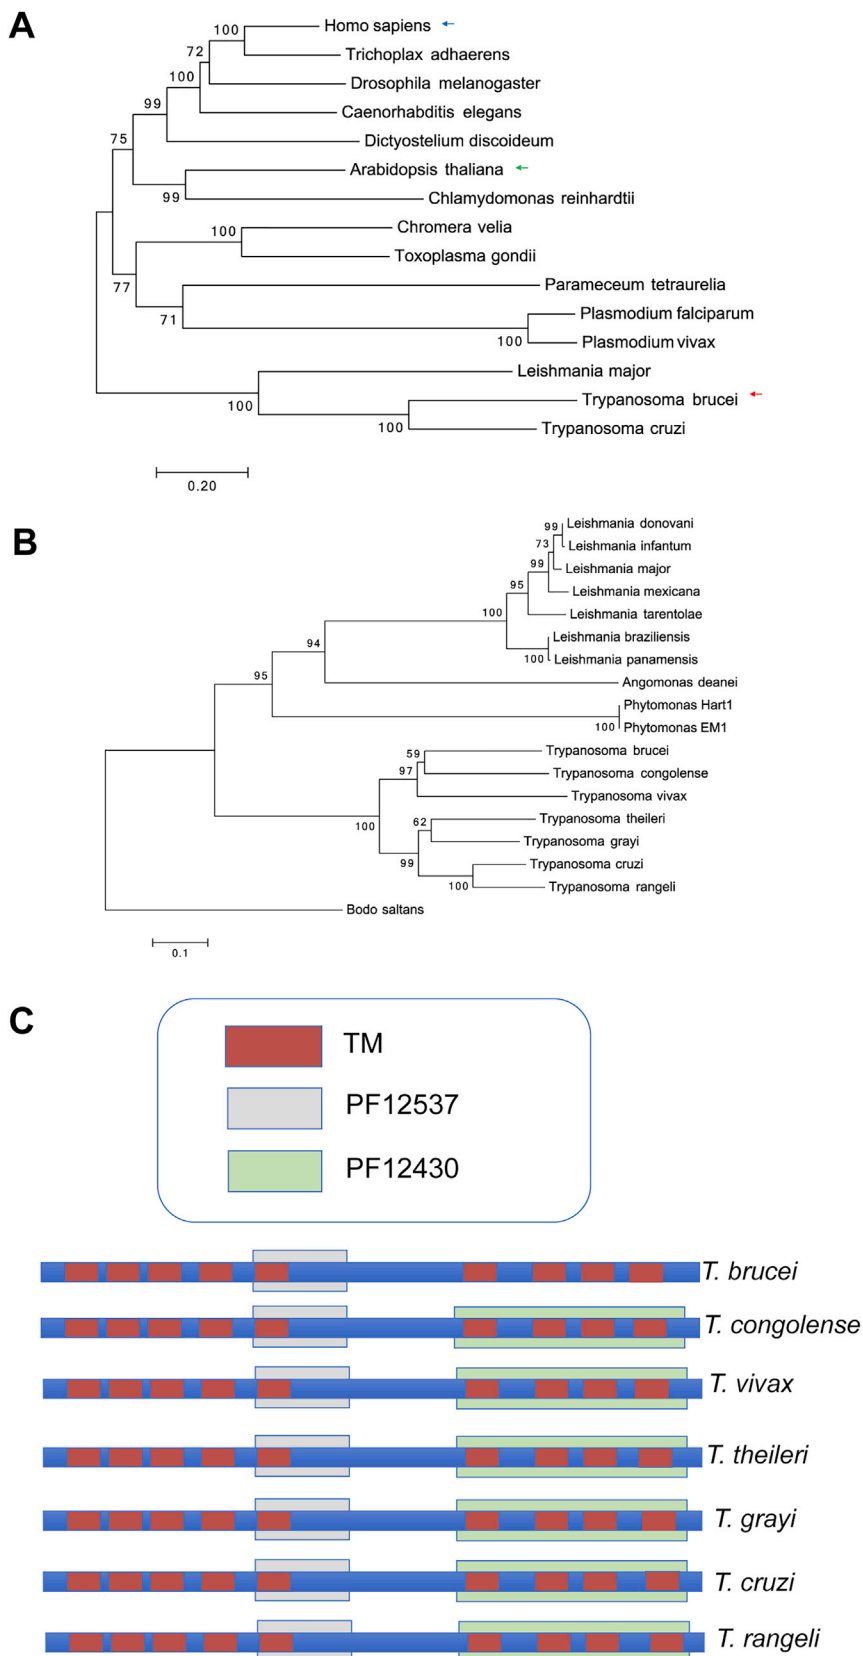 A
Homo sapiens
100
Trichoplax adhaerens
72
Drosophila melanogaster
100
Caenorhabditis elegans
99
Dictyostelium discoideum
75
Arabidopsis thaliana
99
Chlamydomonas reinhardtii
Chromera velia
100
Toxoplasma gondii
77
Parameceum tetraurelia
71
Plasmodium falciparum
100
Plasmodium vivax
Leishmania major
100
Trypanosoma brucei
100
Trypanosoma cruzi
0.20
B
99 Leishmania donovani
73 Leishmania infantum
99 Leishmania major
95 Leishmania mexicana
100 Leishmania tarentolae
Leishmania braziliensis
94
100 Leishmania panamensis
95
Angomonas deanei
Phytomonas Hart1
100 Phytomonas EM1
59 Trypanosoma brucei
97 Trypanosoma congolense
Trypanosoma vivax
100
62 Trypanosoma theileri
Trypanosoma grayi
99
Trypanosoma cruzi
100 Trypanosoma rangeli
Bodo saltans
0.1
C
TM
PF12537
PF12430
T. brucei
T. congolense
T. vivax
T. theileri
T. grayi
T. cruzi
T. rangeli